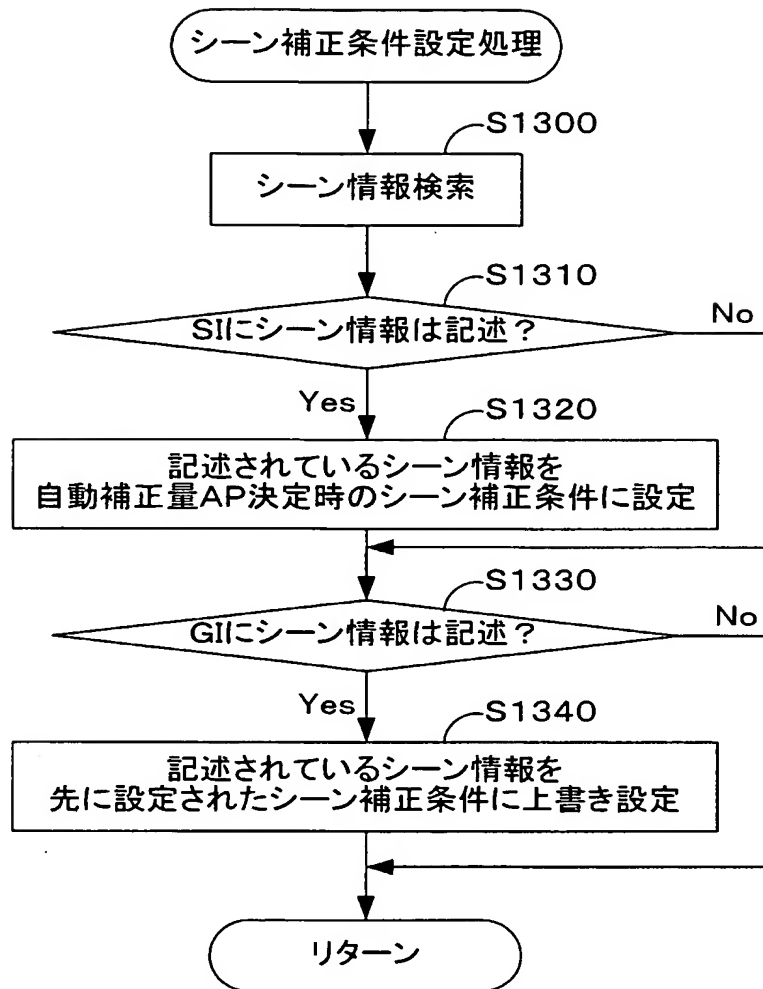 シーン補正条件設定処理
S1300
シーン情報検索
S1310
SIにシーン情報は記述？
No
Yes
S1320
記述されているシーン情報を
自動補正量AP決定時のシーン補正条件に設定
S1330
GIにシーン情報は記述？
No
Yes
S1340
記述されているシーン情報を
先に設定されたシーン補正条件に上書き設定
リターン